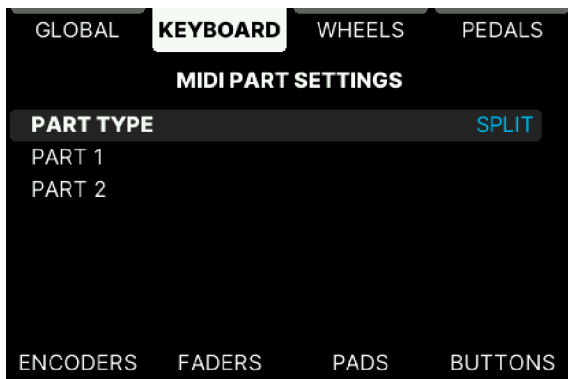 GLOBAL KEYBOARD WHEELS PEDALS
MIDI PART SETTINGS
PART TYPE SPLIT
PART 1
PART 2
ENCODERS FADERS PADS BUTTONS